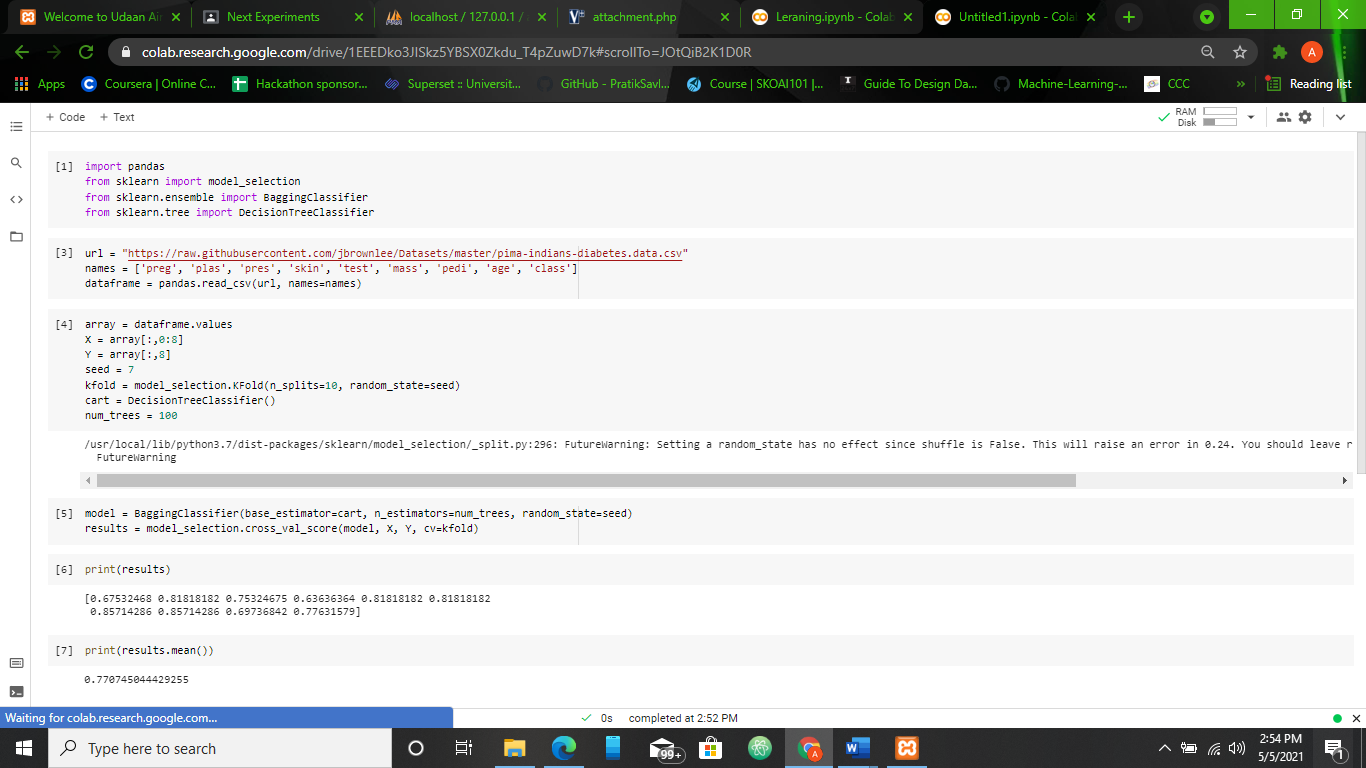 Welcome to Udaan Air
Next Experiments
localhost / 127.0.0.1 /
attachment.php
Leraning.ipynb - Colab
Untitled1.ipynb - Colab
colab.research.google.com/drive/1EEEDko3JISkz5YBSX0Zkdu_T4pZuwD7k#scrollTo=JOtQiB2K1D0R
A
Apps
Coursera | Online C...
Hackathon sponsor...
Superset :: Universit...
GitHub - PratikSavl...
Course | SKOAI101 |...
Guide To Design Da...
Machine-Learning-...
CCC
»
Reading list
+ Code + Text
RAM
Disk
[1] import pandas
from sklearn import model_selection
from sklearn.ensemble import BaggingClassifier
from sklearn.tree import DecisionTreeClassifier
[3] url = "https://raw.githubusercontent.com/jbrownlee/Datasets/master/pima-indians-diabetes.data.csv"
names = ['preg', 'plas', 'pres', 'skin', 'test', 'mass', 'pedi', 'age', 'class']
dataframe = pandas.read_csv(url, names=names)
[4] array = dataframe.values
X = array[:,0:8]
Y = array[:,8]
seed = 7
kfold = model_selection.KFold(n_splits=10, random_state=seed)
cart = DecisionTreeClassifier()
num_trees = 100
/usr/local/lib/python3.7/dist-packages/sklearn/model_selection/_split.py:296: FutureWarning: Setting a random_state has no effect since shuffle is False. This will raise an error in 0.24. You should leave r
FutureWarning
[5] model = BaggingClassifier(base_estimator=cart, n_estimators=num_trees, random_state=seed)
results = model_selection.cross_val_score(model, X, Y, cv=kfold)
[6] print(results)
[0.67532468 0.81818182 0.75324675 0.63636364 0.81818182 0.81818182
0.85714286 0.85714286 0.69736842 0.77631579]
[7] print(results.mean())
0.770745044429255
Waiting for colab.research.google.com...
0s completed at 2:52 PM
Type here to search
99+
A
2:54 PM
5/5/2021
1